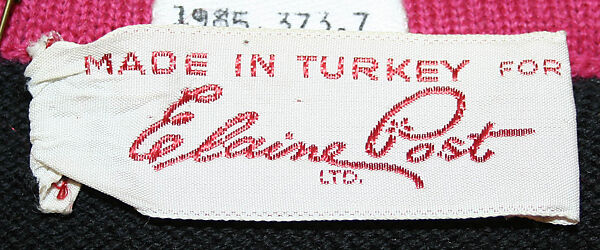 1985.373.7
MADE IN TURKEY FOR
Elaine Post
LTD.